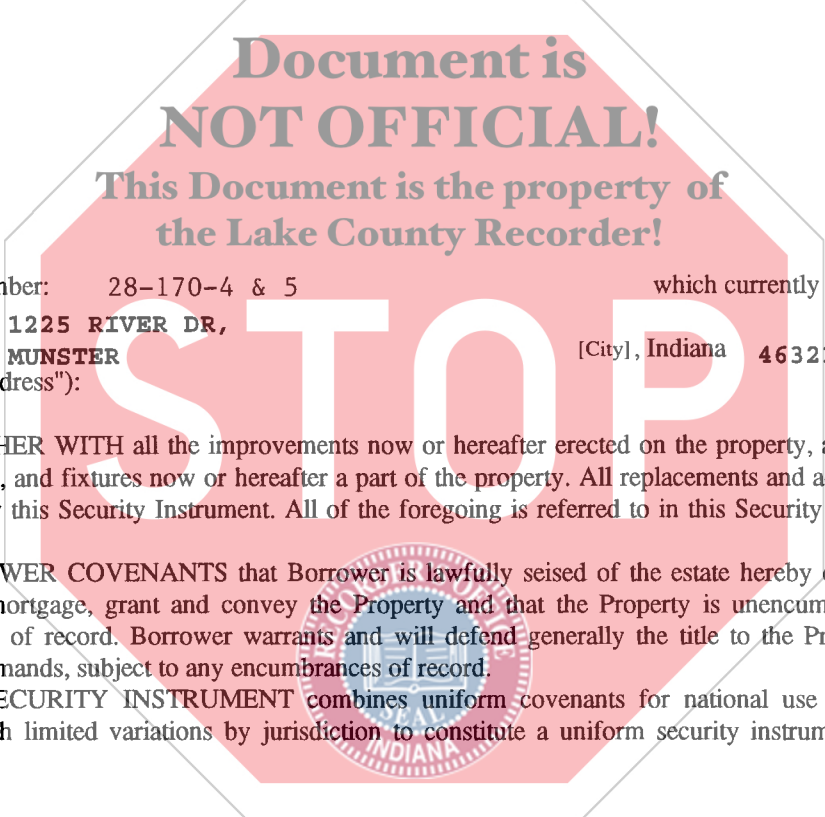 Document is
NOT OFFICIAL!
This Document is the property of
the Lake County Recorder!
mber: 28-170-4 & 5 which currently
1225 RIVER DR,
MUNSTER [City], Indiana 4632
dress"):
STOP
HER WITH all the improvements now or hereafter erected on the property, a
, and fixtures now or hereafter a part of the property. All replacements and a
this Security Instrument. All of the foregoing is referred to in this Security
WER COVENANTS that Borrower is lawfully seised of the estate hereby
ortgage, grant and convey the Property and that the Property is unencum
of record. Borrower warrants and will defend generally the title to the Pr
mands, subject to any encumbrances of record.
ECURITY INSTRUMENT combines uniform covenants for national use
h limited variations by jurisdiction to constitute a uniform security instrum
SEAL
INDIANA